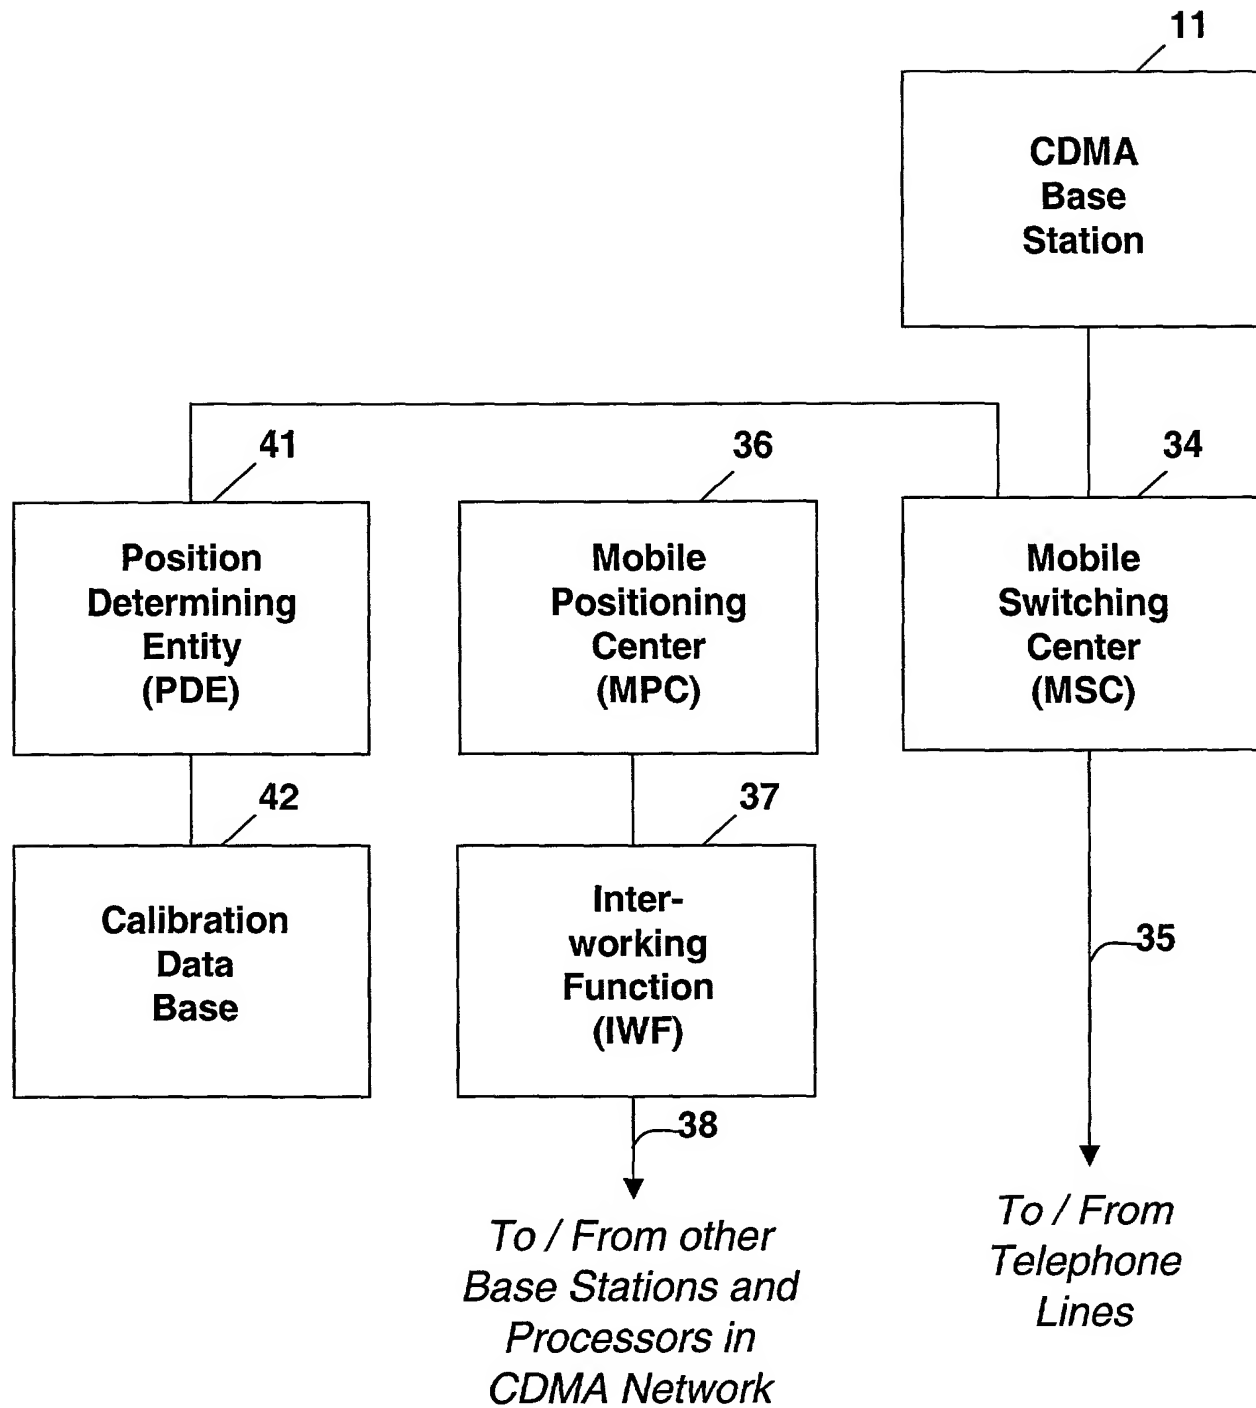 11
CDMA
Base
Station
41
36
34
Position
Determining
Entity
(PDE)
Mobile
Positioning
Center
(MPC)
Mobile
Switching
Center
(MSC)
42
37
Calibration
Data
Base
Inter-
working
Function
(IWF)
35
38
To / From other
Base Stations and
Processors in
CDMA Network
To / From
Telephone
Lines